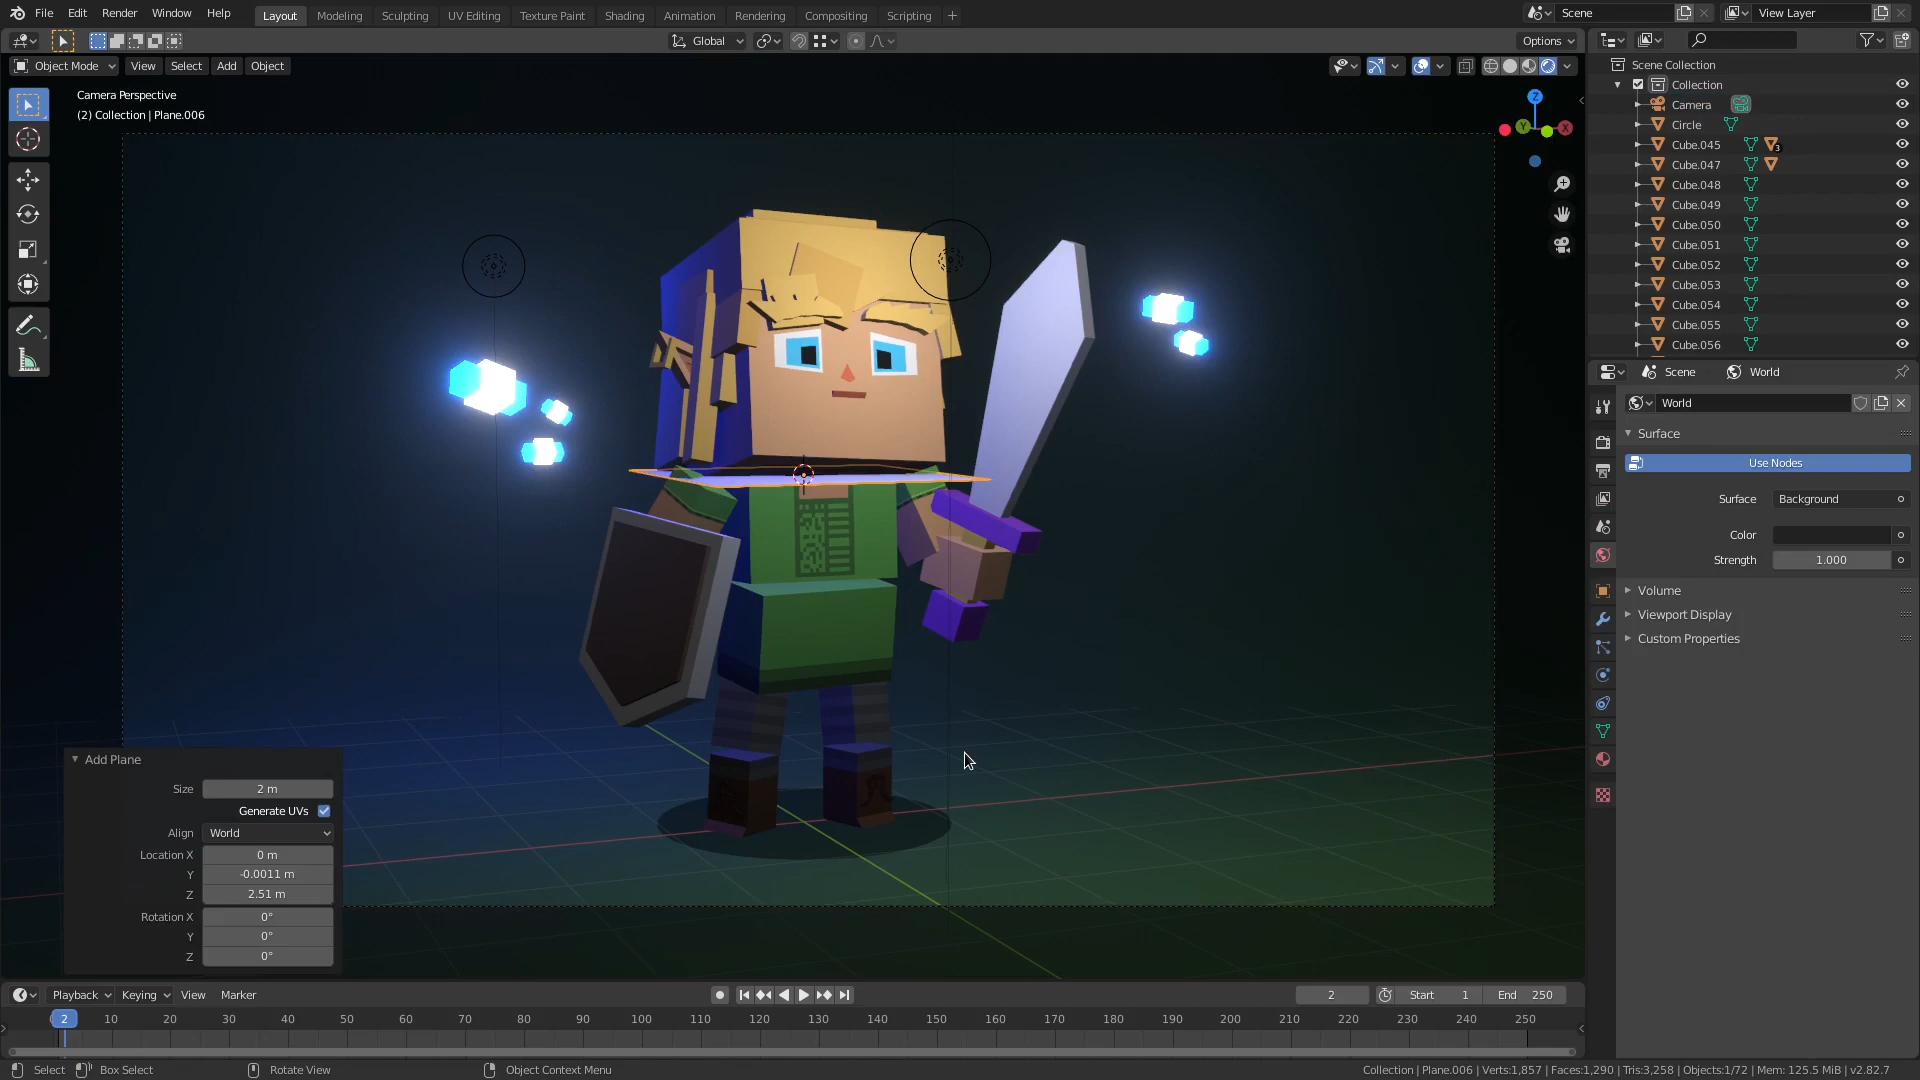 File Edit Render Window Help
Layout Modeling Sculpting UV Editing Texture Paint Shading Animation Rendering Compositing Scripting +
Scene
View Layer
Global
Options
Object Mode View Select Add Object
Camera Perspective
(2) Collection | Plane.006
Z
Y
X
Scene Collection
Collection
Camera
Circle
Cube.045
3
Cube.047
Cube.048
Cube.049
Cube.050
Cube.051
Cube.052
Cube.053
Cube.054
Cube.055
Cube.056
Scene World
World
Surface
Use Nodes
Surface Background
Color
Strength 1.000
Volume
Viewport Display
Custom Properties
Add Plane
Size 2 m
Generate UVs
Align World
Location X 0 m
Y -0.0011 m
Z 2.51 m
Rotation X 0°
Y 0°
Z 0°
Playback Keying View Marker
2
Start 1
End 250
2 10 20 30 40 50 60 70 80 90 100 110 120 130 140 150 160 170 180 190 200 210 220 230 240 250
Select Box Select Rotate View Object Context Menu
Collection | Plane.006 | Verts:1,857 | Faces:1,290 | Tris:3,258 | Objects:1/72 | Mem: 125.5 MiB | v2.82.7